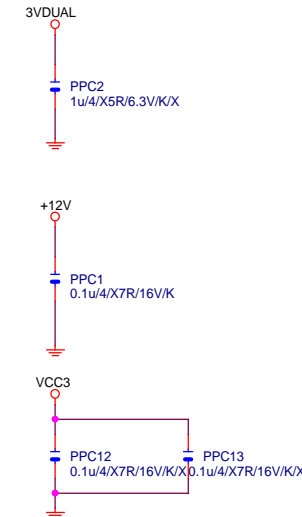 3VDUAL
PPC2
1u/4/X5R/6.3V/K/X
+12V
PPC1
0.1u/4/X7R/16V/K
VCC3
PPC12
0.1u/4/X7R/16V/K/X
PPC13
0.1u/4/X7R/16V/K/X